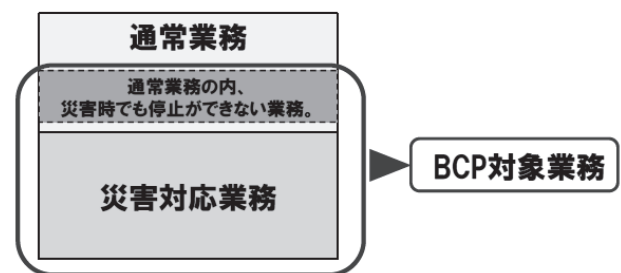 通常業務
通常業務の内、
災害時でも停止ができない業務。
災害対応業務
BCP対象業務